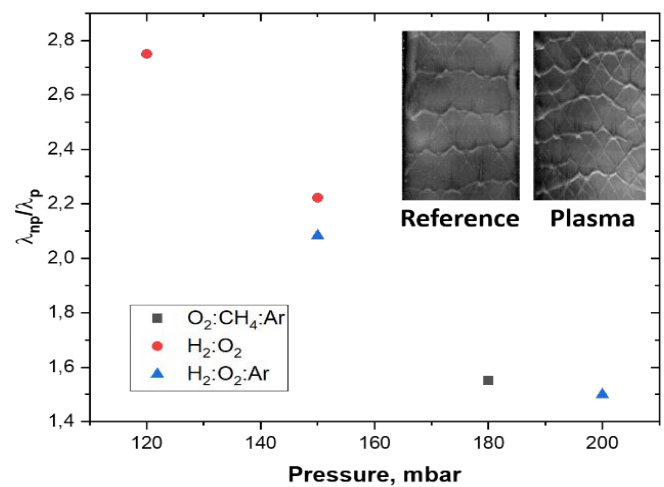 2,8
2,6
2,4
2,2
2,0
1,8
1,6
1,4
λnp/λp
Reference Plasma
O2:CH4:Ar
H2:O2
H2:O2:Ar
120 140 160 180 200
Pressure, mbar